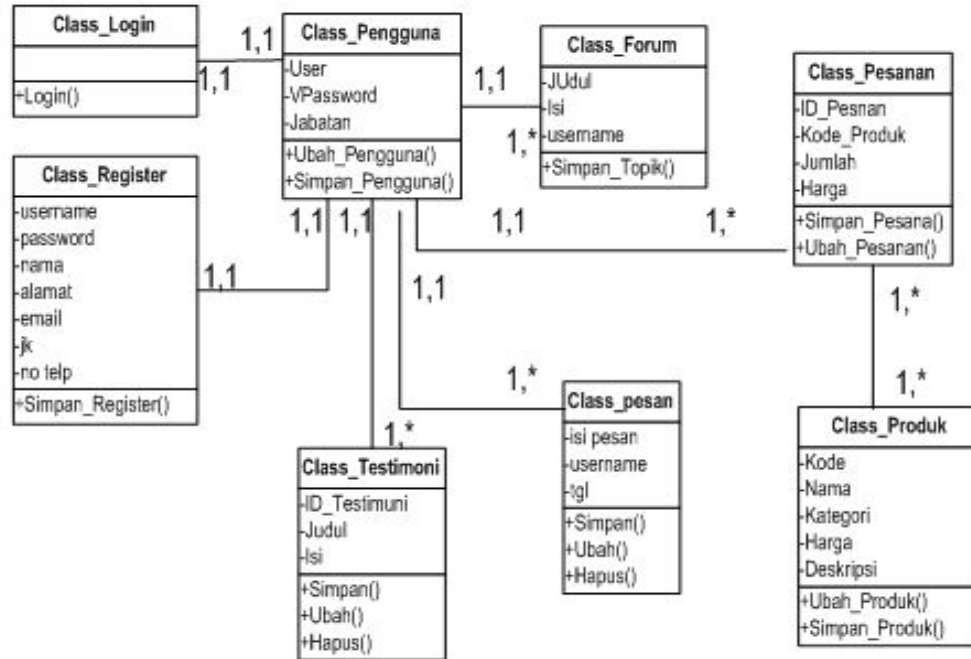 Class_Login
+Login()
1,1
1,1
Class_Pengguna
-User
-VPassword
-Jabatan
+Ubah_Pengguna()
+Simpan_Pengguna()
1,1
1,*
Class_Forum
-JUdul
-Isi
-username
+Simpan_Topik()
Class_Pesanan
-ID_Pesnan
-Kode_Produk
-Jumlah
-Harga
+Simpan_Pesana()
+Ubah_Pesanan()
Class_Register
-username
-password
-nama
-alamat
-email
-jk
-no telp
+Simpan_Register()
1,1
1,1
1,1
1,1
1,*
1,1
1,*
1,*
1,*
1,*
Class_Testimoni
-ID_Testimuni
-Judul
-Isi
+Simpan()
+Ubah()
+Hapus()
Class_pesan
-isi pesan
-username
-tgl
+Simpan()
+Ubah()
+Hapus()
Class_Produk
-Kode
-Nama
-Kategori
-Harga
-Deskripsi
+Ubah_Produk()
+Simpan_Produk()